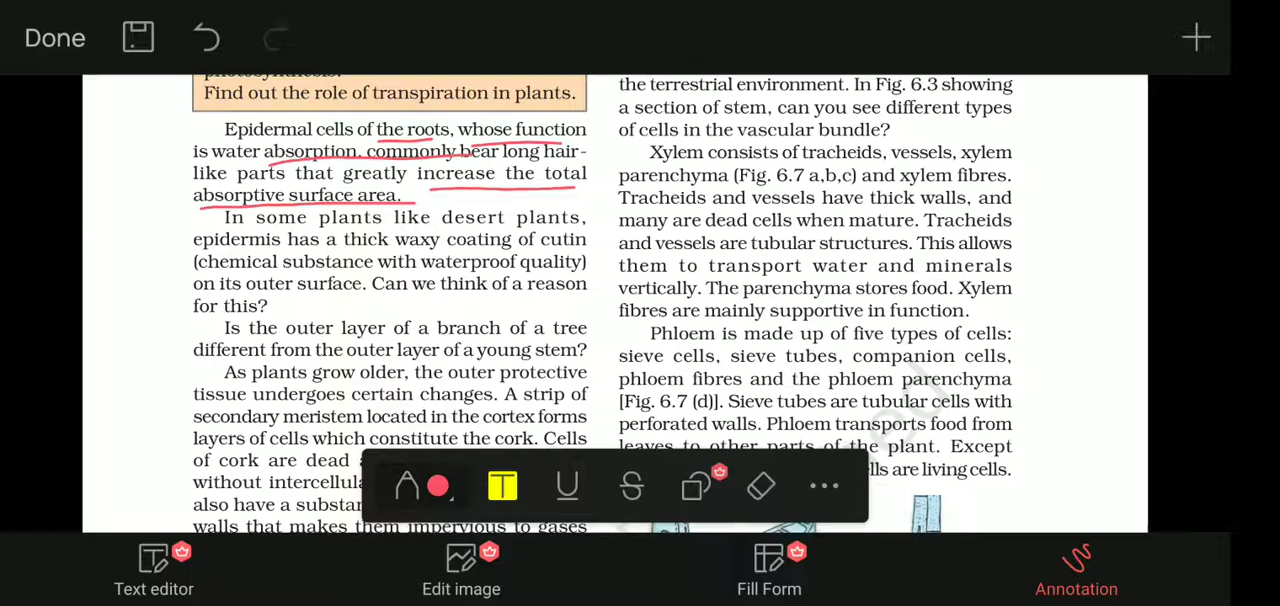 Done
photosynthesis.
Find out the role of transpiration in plants.
Epidermal cells of the roots, whose function
is water absorption, commonly bear long hair-
like parts that greatly increase the total
absorptive surface area.
In some plants like desert plants,
epidermis has a thick waxy coating of cutin
(chemical substance with waterproof quality)
on its outer surface. Can we think of a reason
for this?
Is the outer layer of a branch of a tree
different from the outer layer of a young stem?
As plants grow older, the outer protective
tissue undergoes certain changes. A strip of
secondary meristem located in the cortex forms
layers of cells which constitute the cork. Cells
of cork are dead
without
also have a
walls that makes them impervious to gases
the terrestrial environment. In Fig. 6.3 showing
a section of stem, can you see different types
of cells in the vascular bundle?
Xylem consists of tracheids, vessels, xylem
parenchyma (Fig. 6.7 a,b,c) and xylem fibres.
Tracheids and vessels have thick walls, and
many are dead cells when mature. Tracheids
and vessels are tubular structures. This allows
them to transport water and minerals
vertically. The parenchyma stores food. Xylem
fibres are mainly supportive in function.
Phloem is made up of five types of cells:
sieve cells, sieve tubes, companion cells,
phloem fibres and the phloem parenchyma
[Fig. 6.7 (d)]. Sieve tubes are tubular cells with
perforated walls. Phloem transports food from
leaves to other parts of the plant. Except
are living cells.
Text editor
Edit image
Fill Form
Annotation